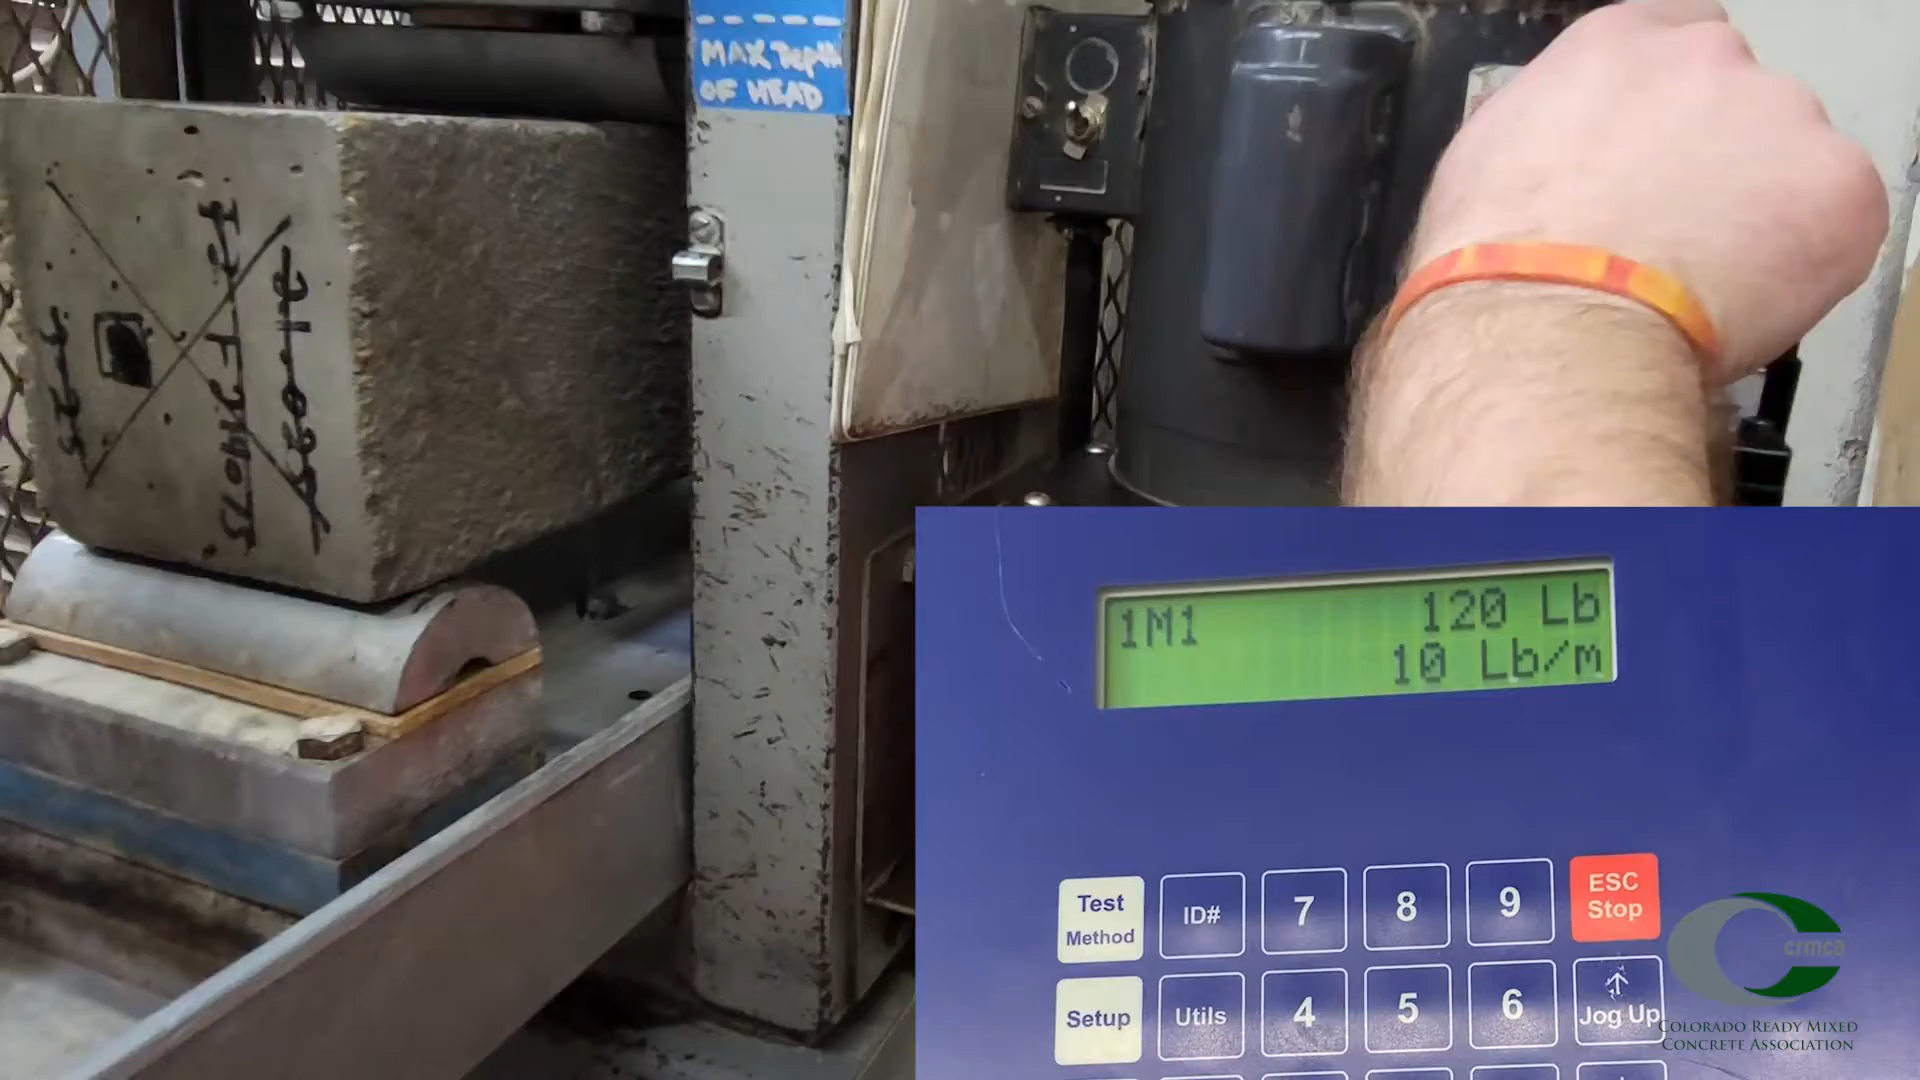 MAX Depth
OF HEAD
1M1 120 Lb
10 Lb/m
Test
Method
ID#
7
8
9
ESC
Stop
Setup
Utils
4
5
6
Jog Up
crmca
COLORADO READY MIXED
CONCRETE ASSOCIATION